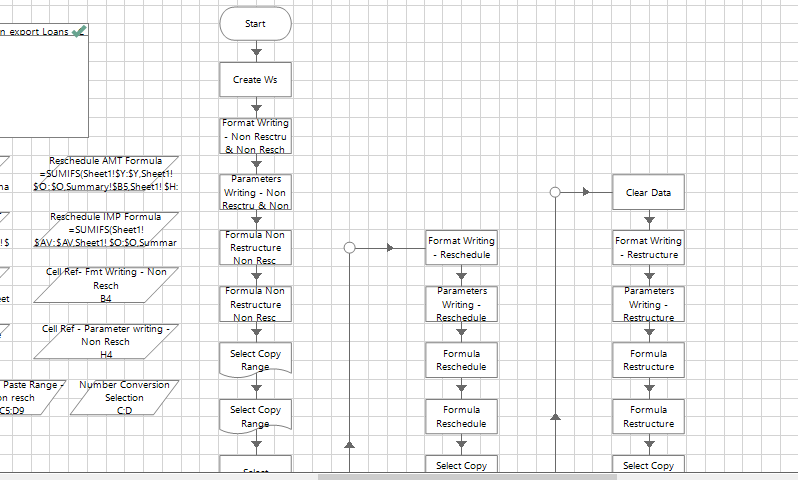 n export Loans
Start
Create Ws
Format Writing
- Non Resctru
& Non Resch
Parameters
Writing - Non
Resctru & Non
Formula Non
Restructure
Non Resc
Formula Non
Restructure
Non Resc
Select Copy
Range
Select Copy
Range
Select
Reschedule AMT Formula
=SUMIFS(Sheet1!$Y:$Y,Sheet1!
$O:$O,Summary!$B5,Sheet1!$H:
na
Reschedule IMP Formula
=SUMIFS(Sheet1!
$AV:$AV,Sheet1!$O:$O,Summar
!$
Cell Ref- Fmt Writing - Non
Resch
B4
eet
Cell Ref - Parameter writing -
Non Resch
H4
Paste Range -
on resch
C5:D9
Number Conversion
Selection
C:D
Format Writing
- Reschedule
Parameters
Writing -
Reschedule
Formula
Reschedule
Formula
Reschedule
Select Copy
Clear Data
Format Writing
- Restructure
Parameters
Writing -
Restructure
Formula
Restructure
Formula
Restructure
Select Copy